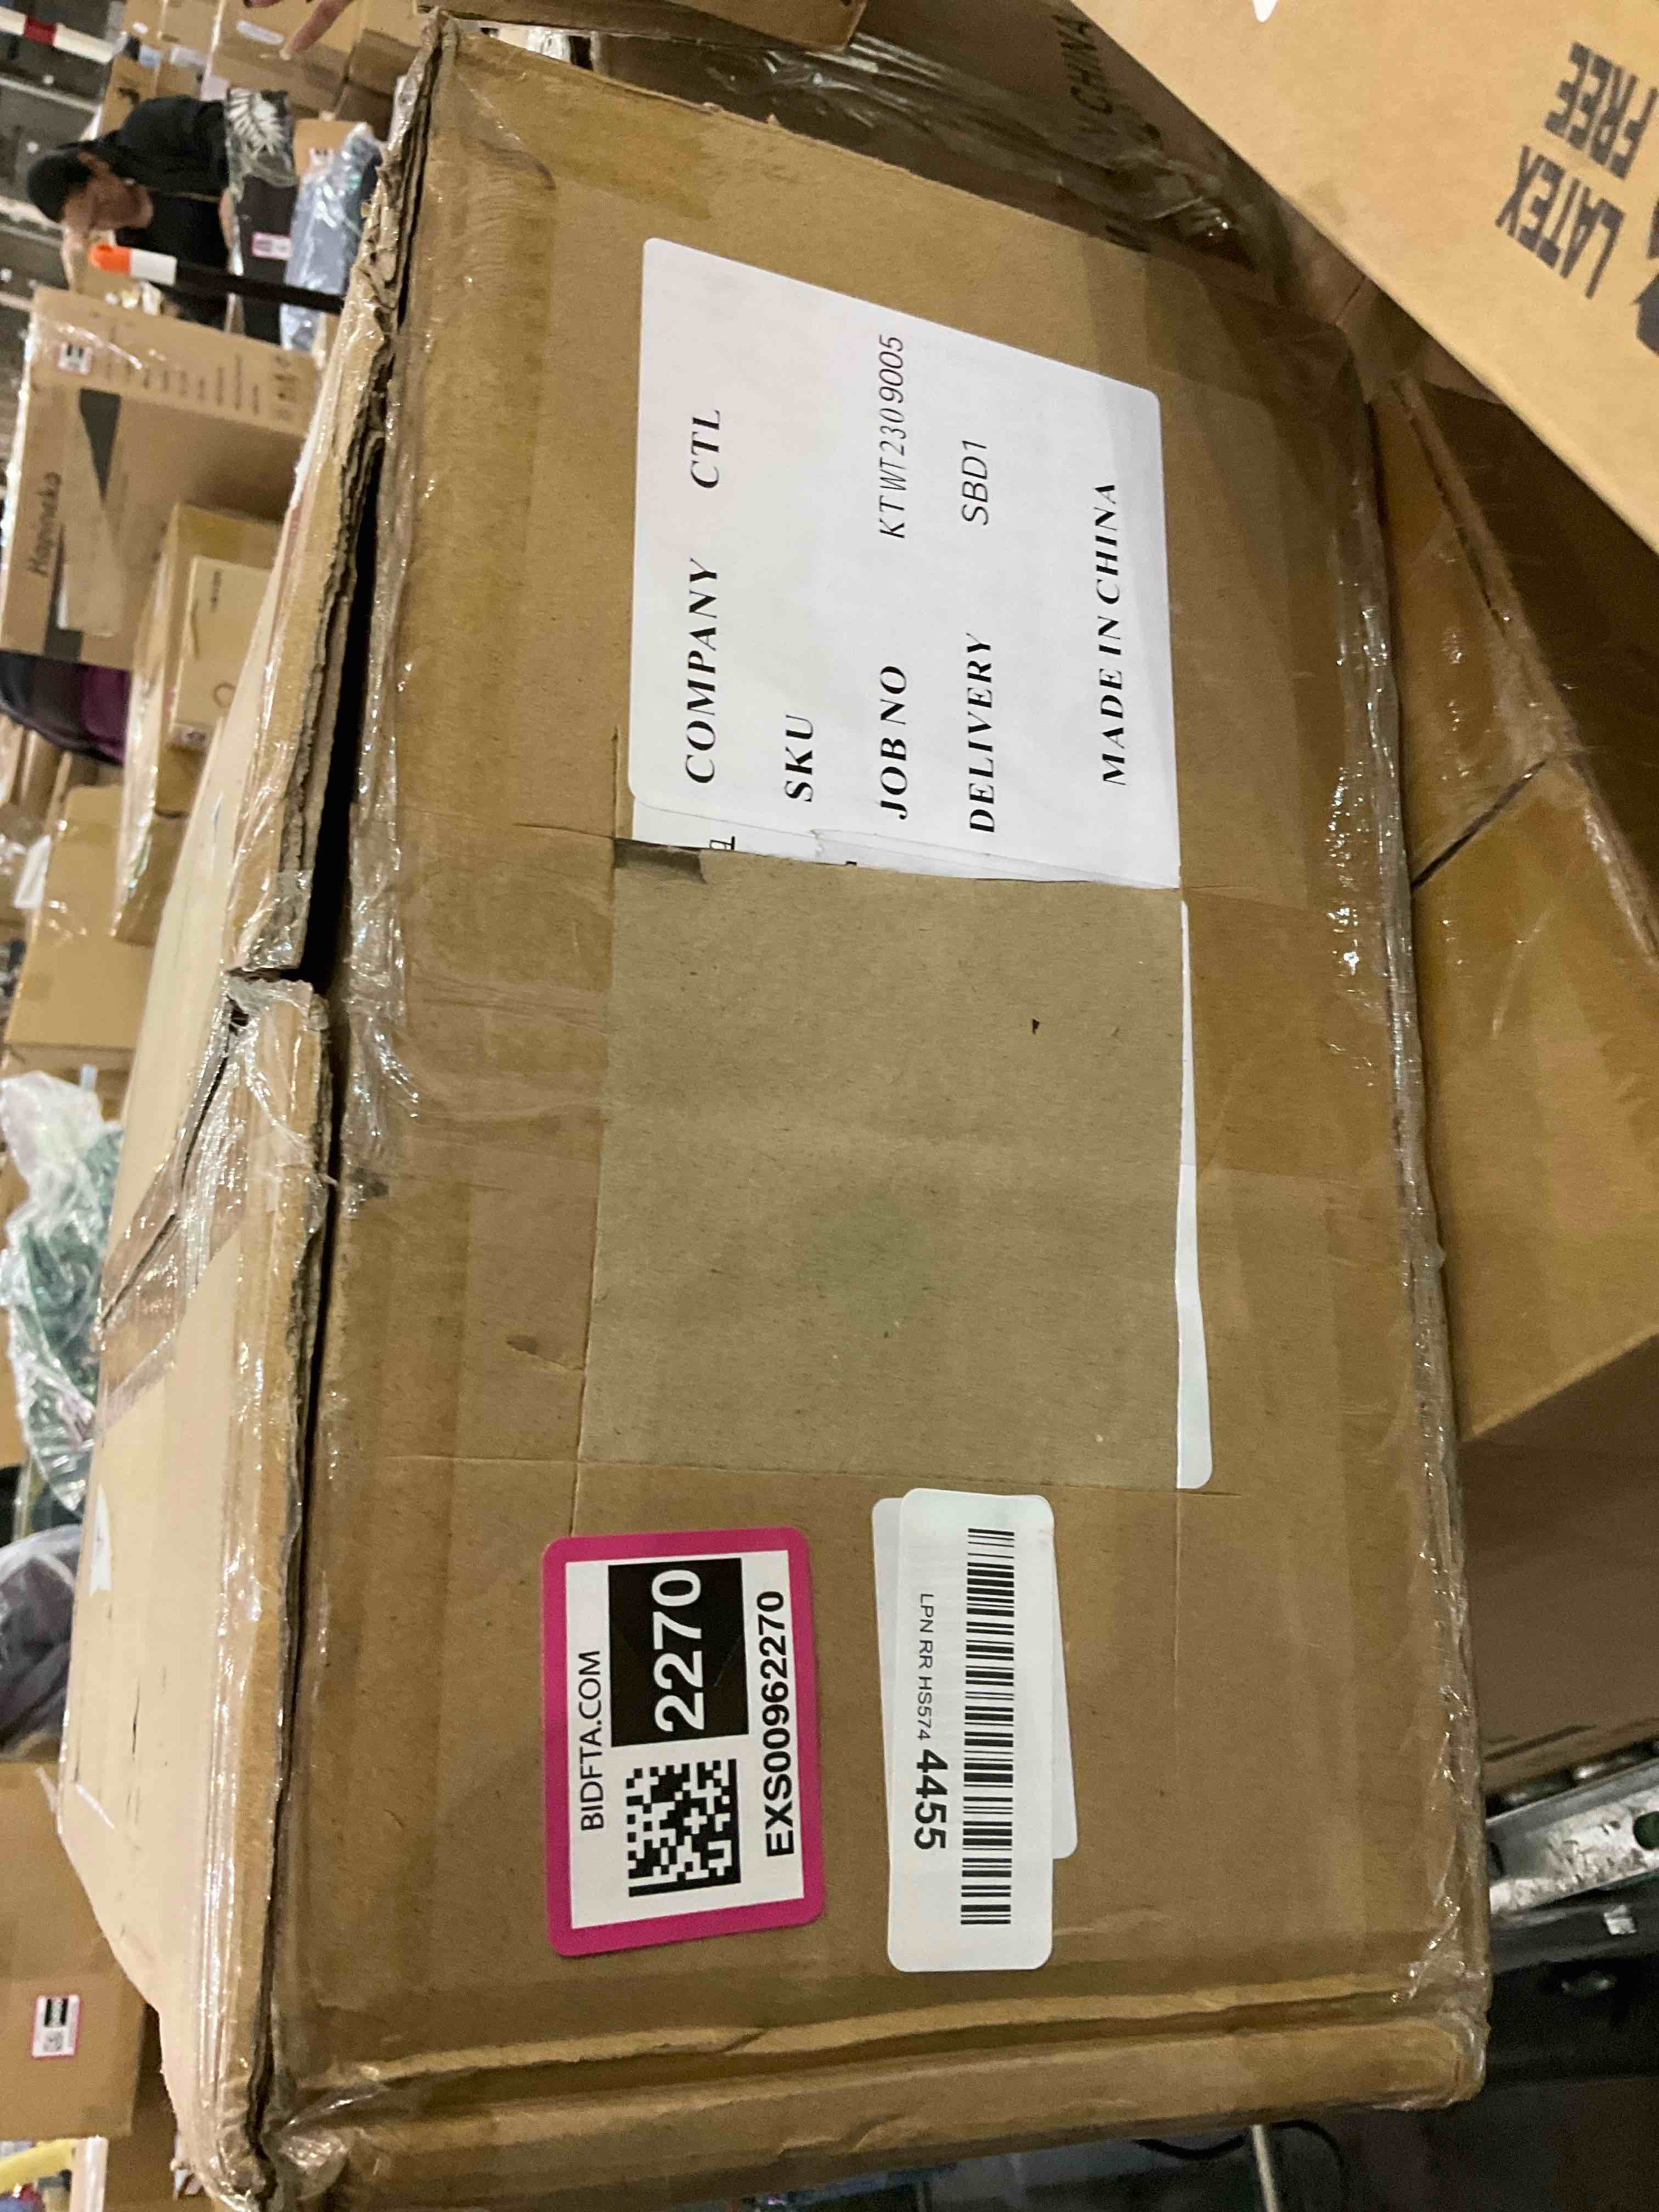 COMPANY CTL
SKU
JOB NO KTWT2309005
DELIVERY SBD1
MADE IN CHINA
BIDFTA.COM
2270
EXS00962270
LPN RR HS574 4455
LATEX
FREE
CHINA
Hopinska